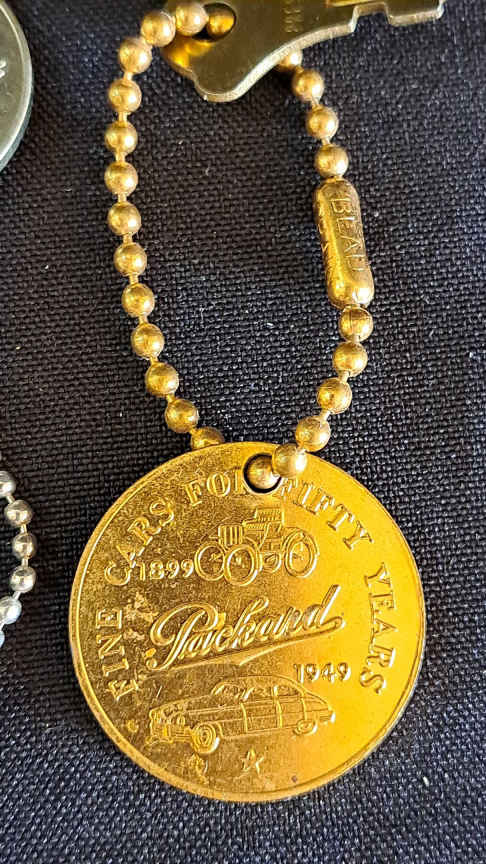 BEAD
FINE CARS FOR FIFTY YEARS
1899
Packard
1949